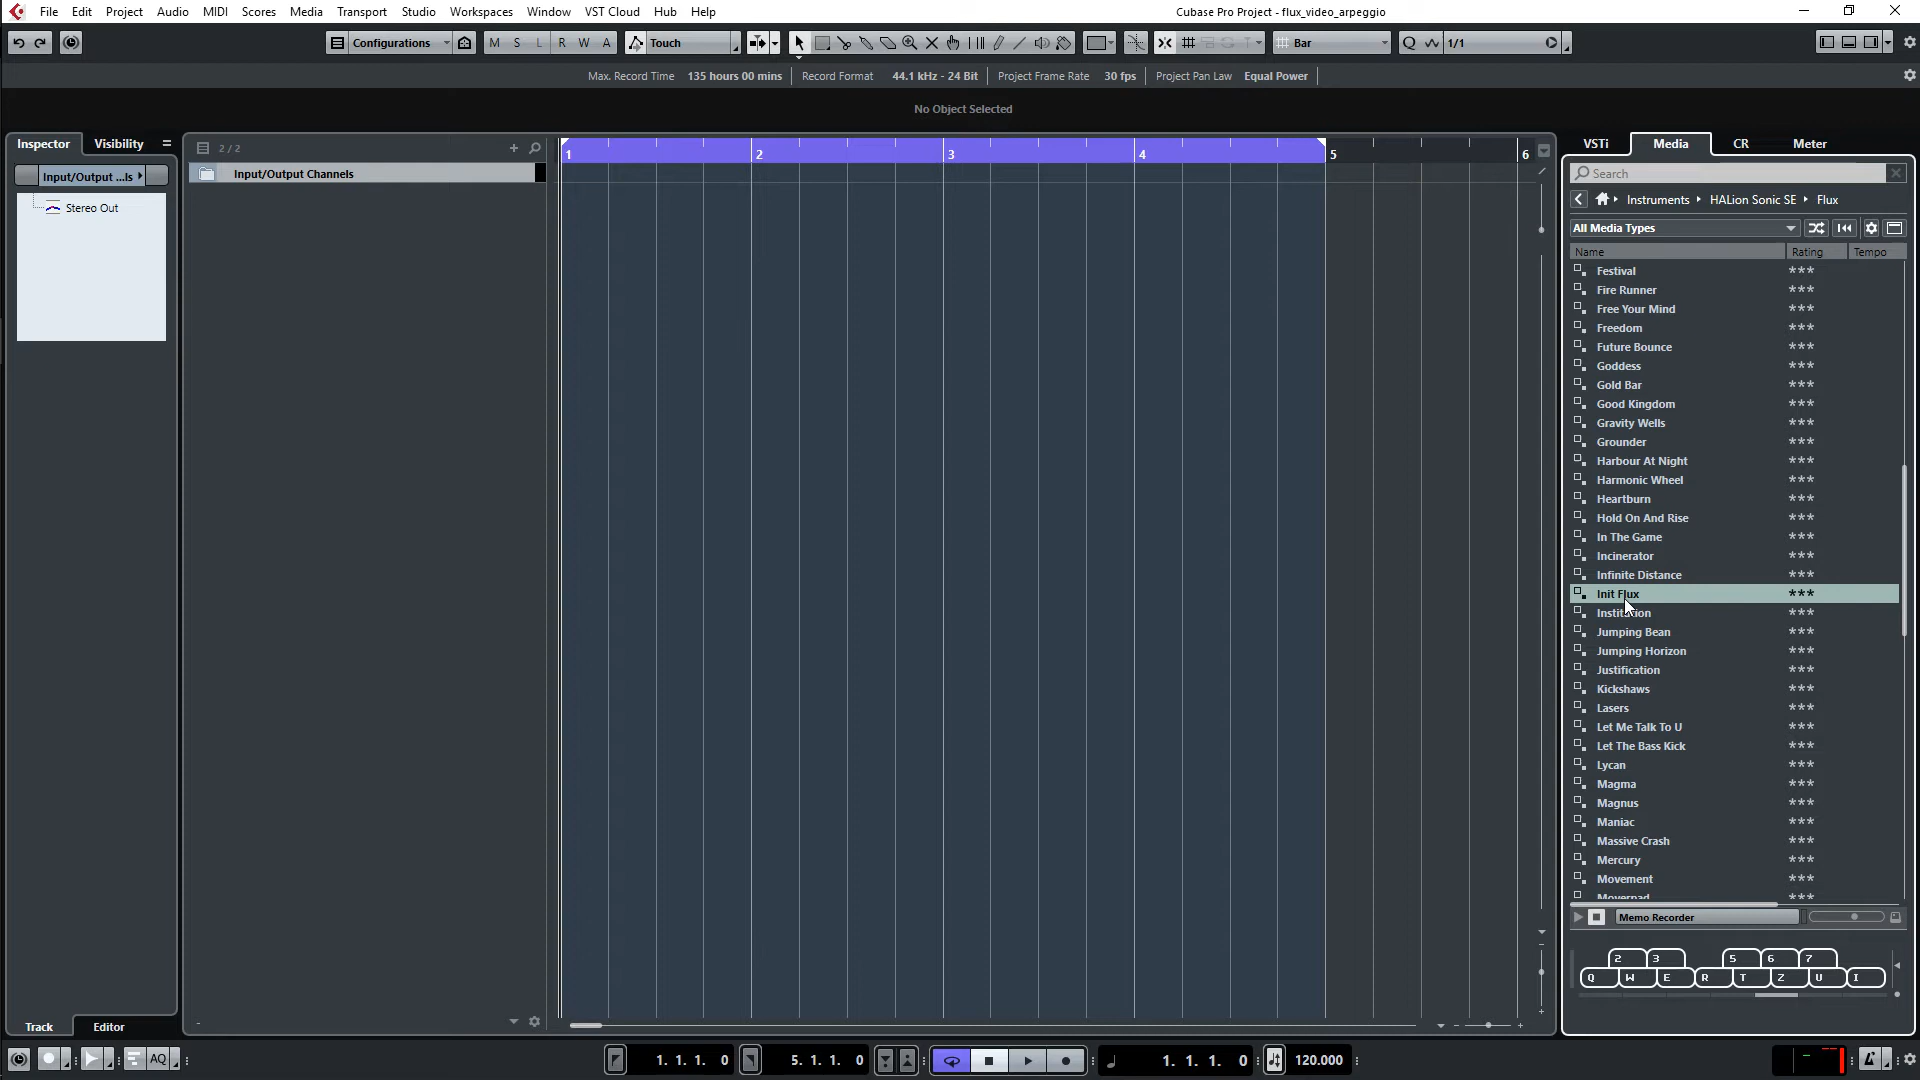 File Edit Project Audio MIDI Scores Media Transport Studio Workspaces Window VST Cloud Hub Help
Cubase Pro Project - flux_video_arpeggio
Configurations M S L R W A Touch Bar Q 1/1
Max. Record Time 135 hours 00 mins Record Format 44.1 kHz - 24 Bit Project Frame Rate 30 fps Project Pan Law Equal Power
No Object Selected
Inspector Visibility
2 / 2
1 2 3 4 5 6
VSTi Media CR Meter
Input/Output ...ls
Input/Output Channels
Stereo Out
Search
Instruments HALion Sonic SE Flux
All Media Types
Name Rating Tempo
Festival ***
Fire Runner ***
Free Your Mind ***
Freedom ***
Future Bounce ***
Goddess ***
Gold Bar ***
Good Kingdom ***
Gravity Wells ***
Grounder ***
Harbour At Night ***
Harmonic Wheel ***
Heartburn ***
Hold On And Rise ***
In The Game ***
Incinerator ***
Infinite Distance ***
Init Flux ***
Institution ***
Jumping Bean ***
Jumping Horizon ***
Justification ***
Kickshaws ***
Lasers ***
Let Me Talk To U ***
Let The Bass Kick ***
Lycan ***
Magma ***
Magnus ***
Maniac ***
Massive Crash ***
Mercury ***
Movement ***
Moverpad ***
Memo Recorder
2 3 5 6 7
Q W E R T Z U I
Track Editor
AQ
1. 1. 1. 0
5. 1. 1. 0
1. 1. 1. 0
120.000